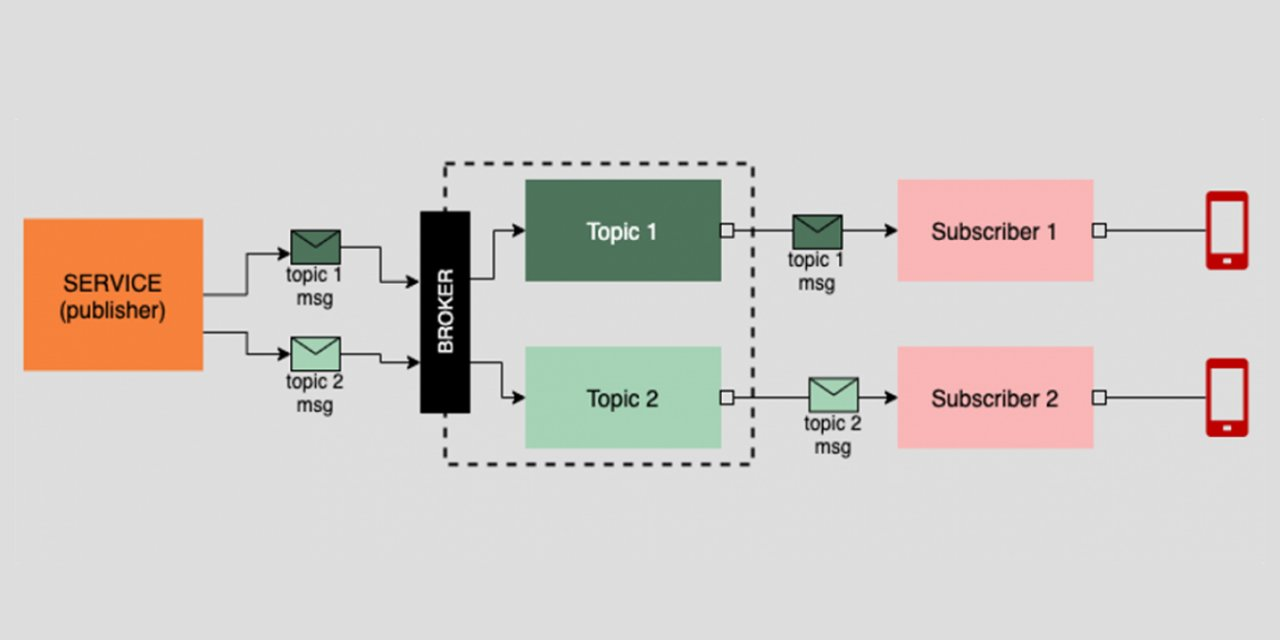 SERVICE
(publisher)
topic 1
msg
topic 2
msg
BROKER
Topic 1
Topic 2
topic 1
msg
topic 2
msg
Subscriber 1
Subscriber 2